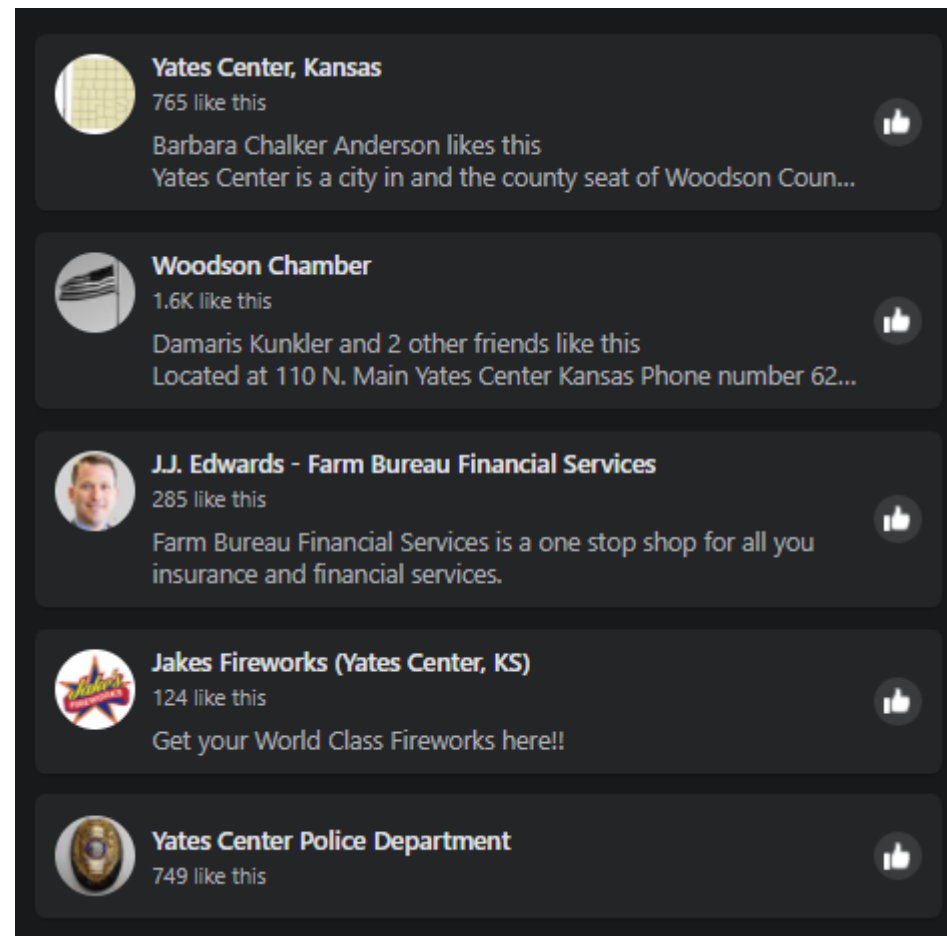 Yates Center, Kansas
765 like this
Barbara Chalker Anderson likes this
Yates Center is a city in and the county seat of Woodson Coun...
Woodson Chamber
1.6K like this
Damaris Kunkler and 2 other friends like this
Located at 110 N. Main Yates Center Kansas Phone number 62...
J.J. Edwards - Farm Bureau Financial Services
285 like this
Farm Bureau Financial Services is a one stop shop for all you
insurance and financial services.
Jake's
FIREWORKS
Jakes Fireworks (Yates Center, KS)
124 like this
Get your World Class Fireworks here!!
Yates Center Police Department
749 like this